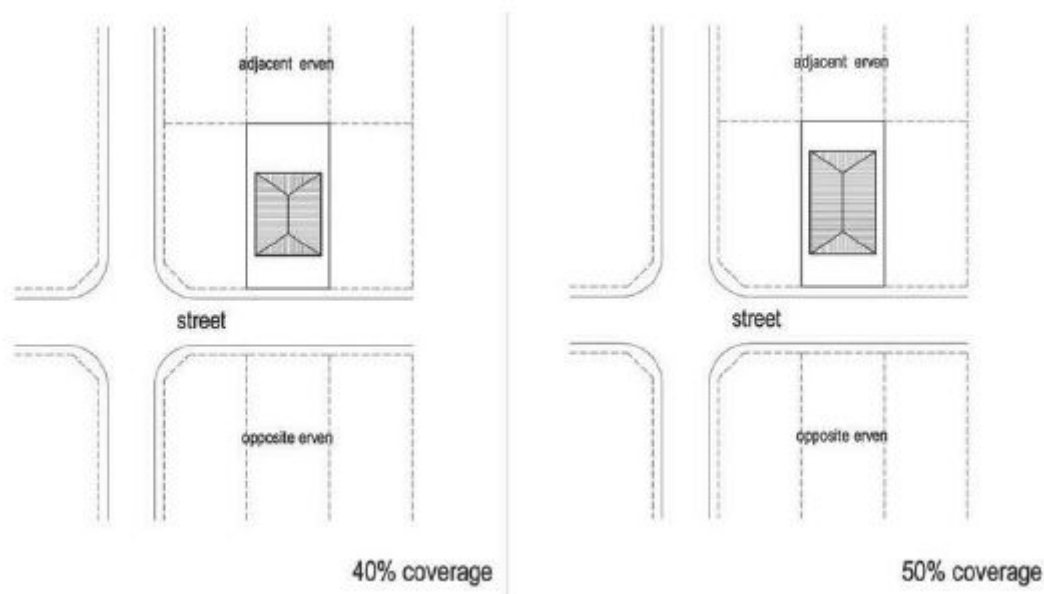 adjacent erven
street
opposite erven
40% coverage
adjacent erven
street
opposite erven
50% coverage